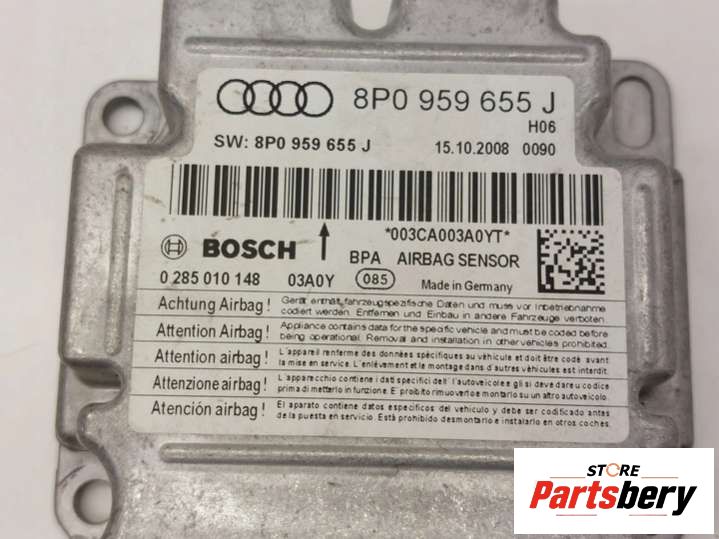 8P0 959 655 J
H06
SW: 8P0 959 655 J 15.10.2008 0090
*003CA003A0YT*
BOSCH BPA AIRBAG SENSOR
0 285 010 148 03A0Y 085 Made in Germany
Achtung Airbag! Gerät enthält fahrzeugspezifische Daten und muss vor Inbetriebnahme
codiert werden. Entfernen und Einbau in andere Fahrzeuge verboten.
Attention Airbag! Appliance contains data for the specific vehicle and must be coded before
being operational. Removal and installation in other vehicles prohibited.
Attention airbag! L'appareil renferme des données spécifiques au véhicule et doit être codé avant
la mise en service. L'enlèvement et le montage dans d'autres véhicules est interdit.
Attenzione airbag! L'apparecchio contiene i dati specifici dell'autoveicolo e gli si deve dare u codice
prima di metterlo in funzione. E proibito rimuoverlo e montarlo su un altro autoveicolo.
Atención airbag! El aparato contiene datos específicos del vehículo y debe ser codificado antes
de la puesta en servicio. Está prohibido desmontarlo e instalarlo en otros coches.
STORE
Partsbery